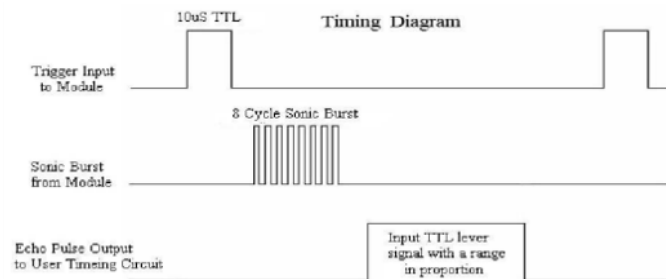 10uS TTL
Timing Diagram
Trigger Input
to Module
8 Cycle Sonic Burst
Sonic Burst
from Module
Echo Pulse Output
to User Timeing Circuit
Input TTL lever
signal with a range
in proportion